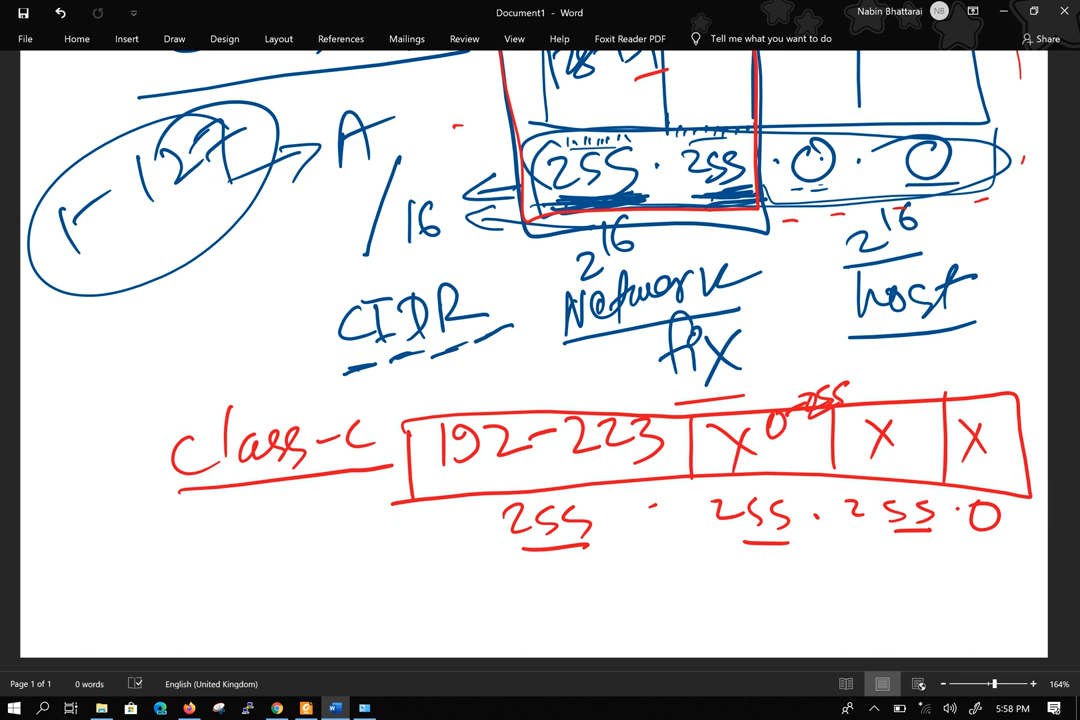 Document1 - Word
Nabin Bhattarai NB
File Home Insert Draw Design Layout References Mailings Review View Help Foxit Reader PDF Tell me what you want to do Share
1 - 127 → A
255 . 255 . 0 . 0
/16
2^16
2^16
CIDR
Network
host
fix
Class-C 192-223 X 0-255 X X
255 . 255 . 255 . 0
Page 1 of 1 0 words English (United Kingdom) 164%
5:58 PM